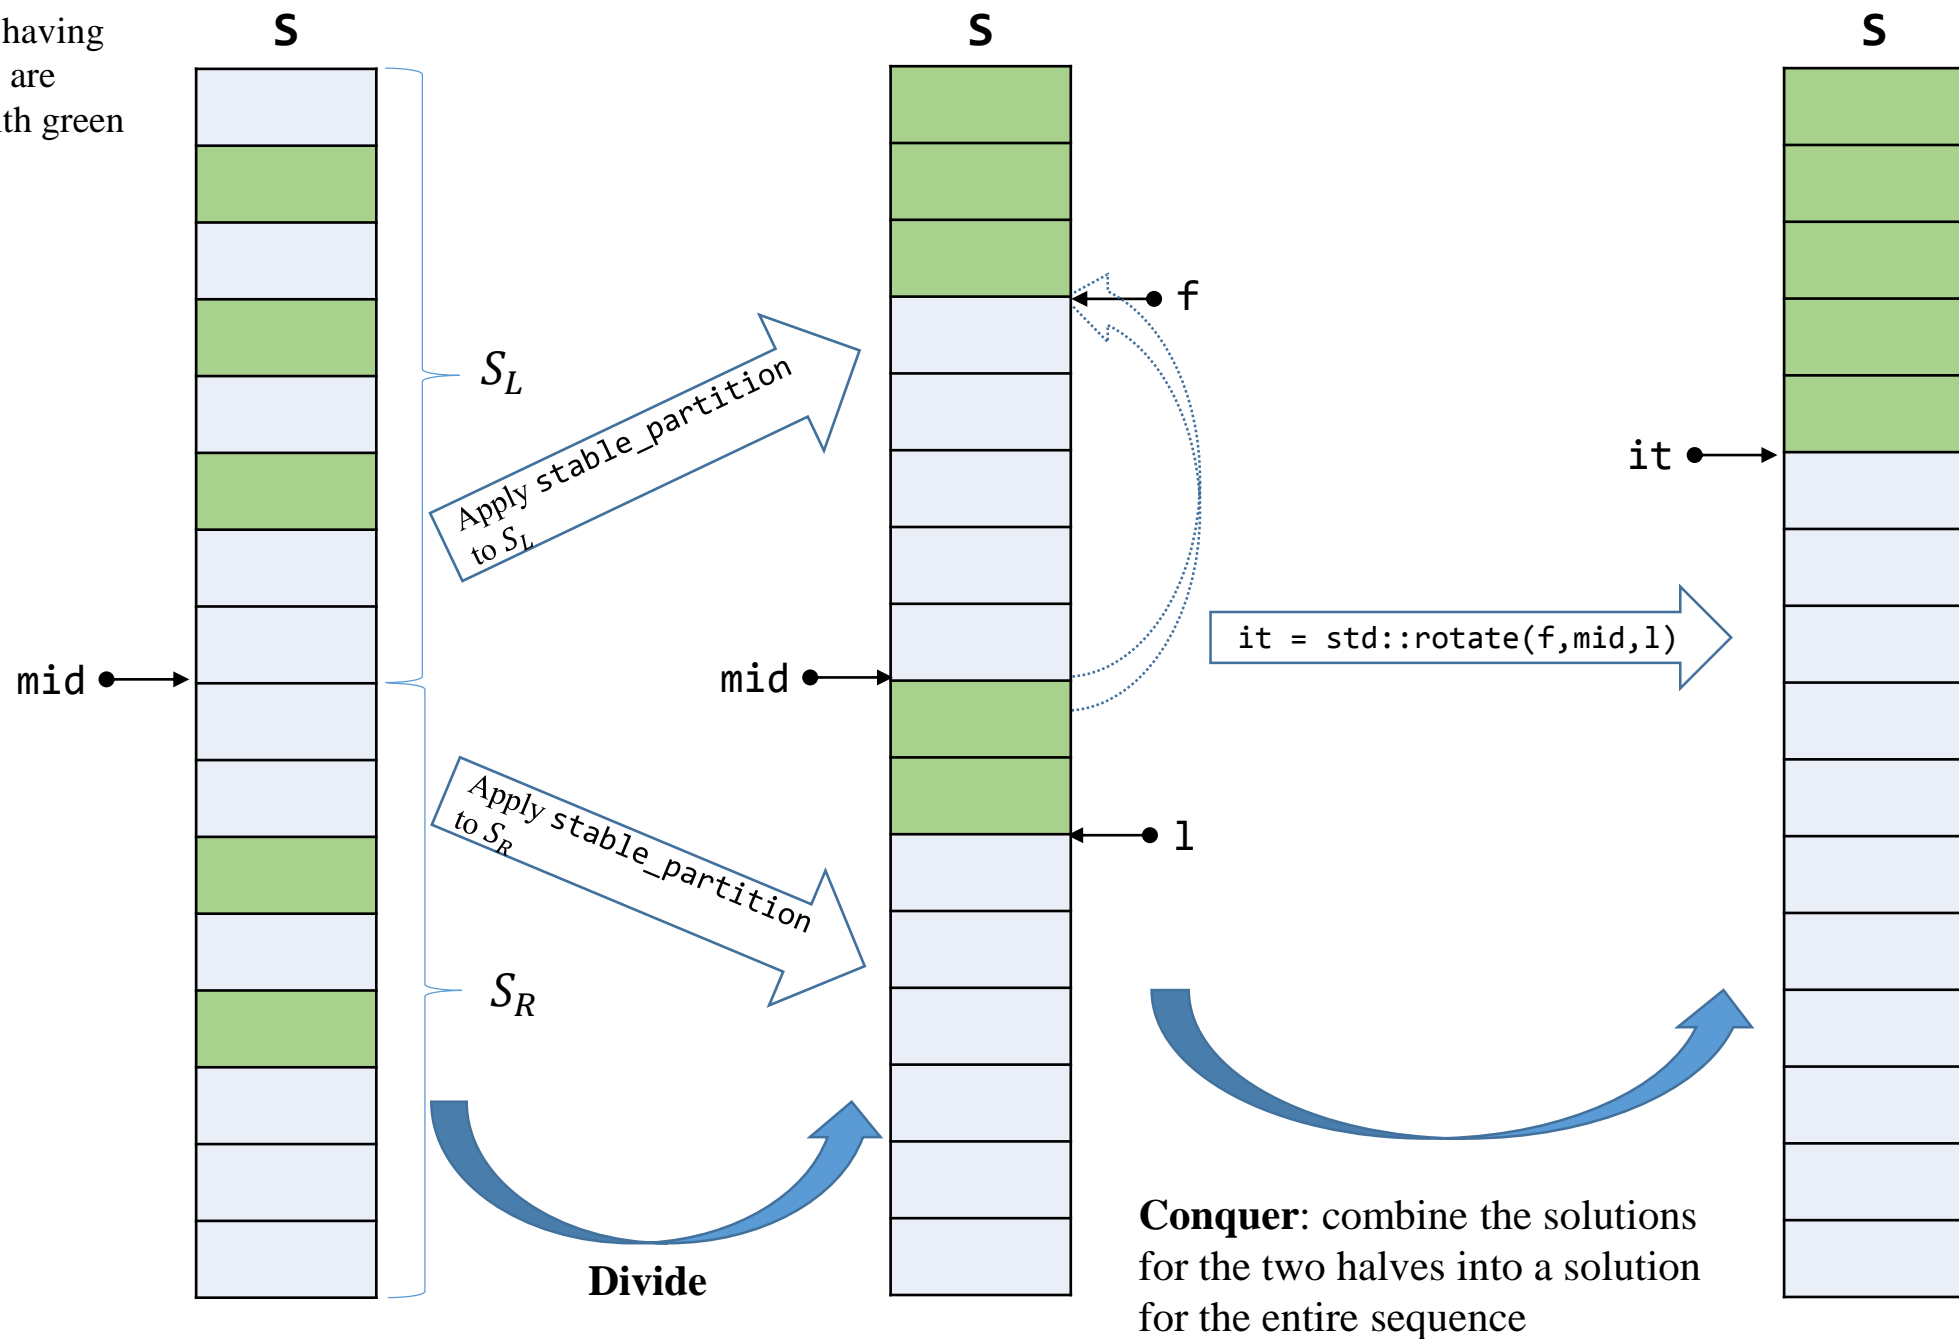 having
are
ith green
S
S
S
S_L
S_R
mid
Apply stable_partition
to S_L
Apply stable_partition
to S_R
Divide
f
mid
l
it = std::rotate(f,mid,l)
it
Conquer: combine the solutions
for the two halves into a solution
for the entire sequence